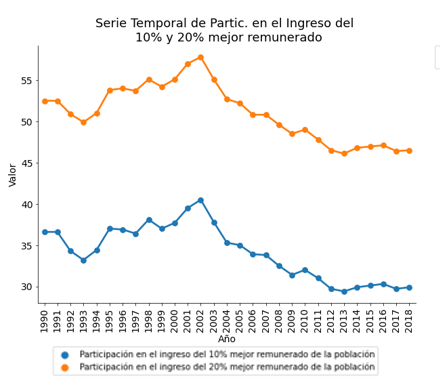 Serie Temporal de Partic. en el Ingreso del
10% y 20% mejor remunerado
Valor
55
50
45
40
35
30
1990 1991 1992 1993 1994 1995 1996 1997 1998 1999 2000 2001 2002 2003 2004 2005 2006 2007 2008 2009 2010 2011 2012 2013 2014 2015 2016 2017 2018
Año
Participación en el ingreso del 10% mejor remunerado de la población
Participación en el ingreso del 20% mejor remunerado de la población